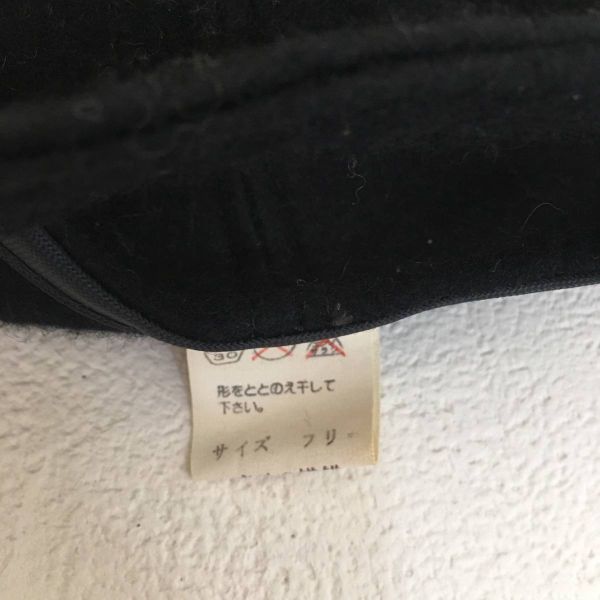 30
形をととのえ干して
下さい。
サイズ フリー